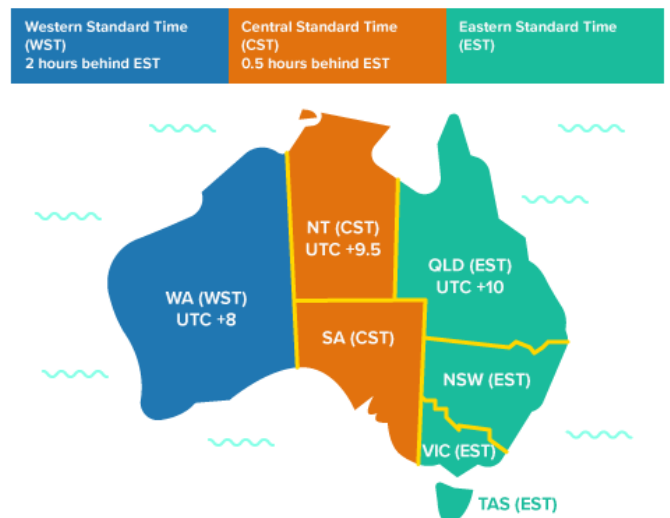 Western Standard Time
(WST)
2 hours behind EST
Central Standard Time
(CST)
0.5 hours behind EST
Eastern Standard Time
(EST)
NT (CST)
UTC +9.5
QLD (EST)
UTC +10
WA (WST)
UTC +8
SA (CST)
NSW (EST)
VIC (EST)
TAS (EST)